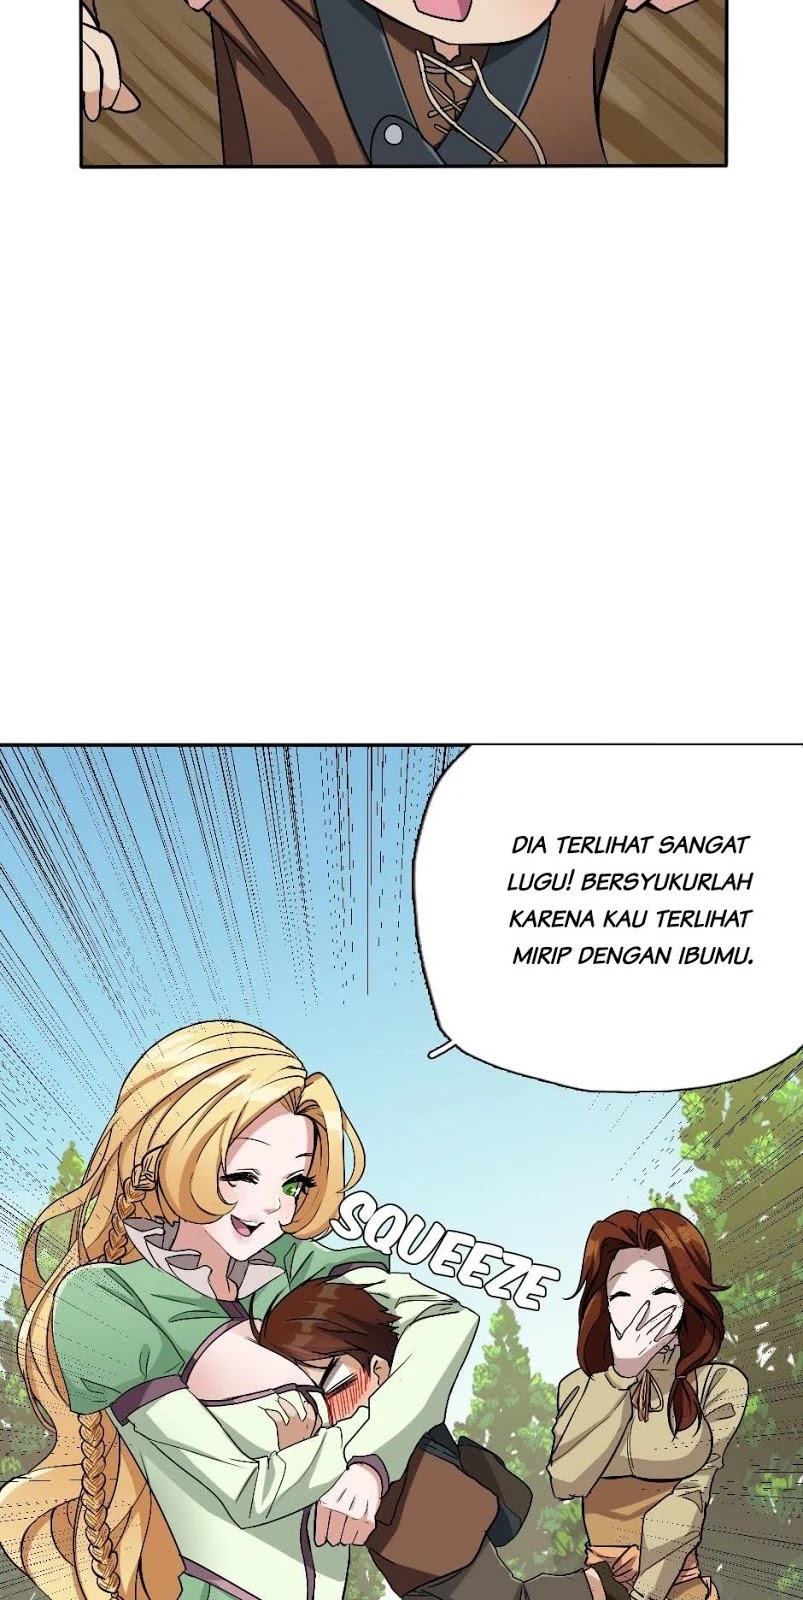 DIA TERLIHAT SANGAT
LUGU! BERSYUKURLAH
KARENA KAU TERLIHAT
MIRIP DENGAN IBUMU.
SQUEEZE